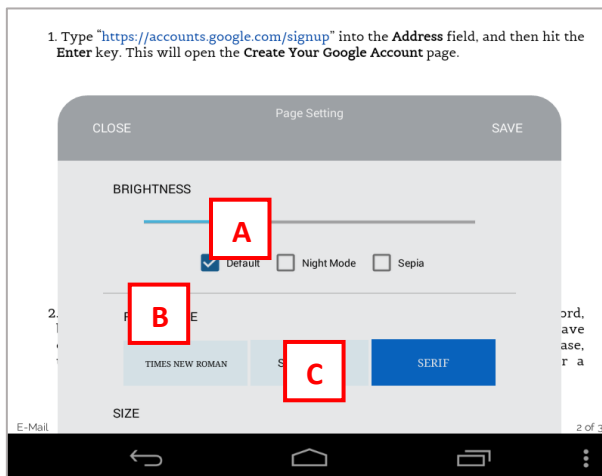 1. Type “https://accounts.google.com/signup” into the Address field, and then hit the
Enter key. This will open the Create Your Google Account page.
Page Setting
CLOSE
SAVE
BRIGHTNESS
A
Default
Night Mode
Sepia
2.
ord,
B
ave
ase,
r a
TIMES NEW ROMAN
C
SERIF
SIZE
E-Mail
2 of 3